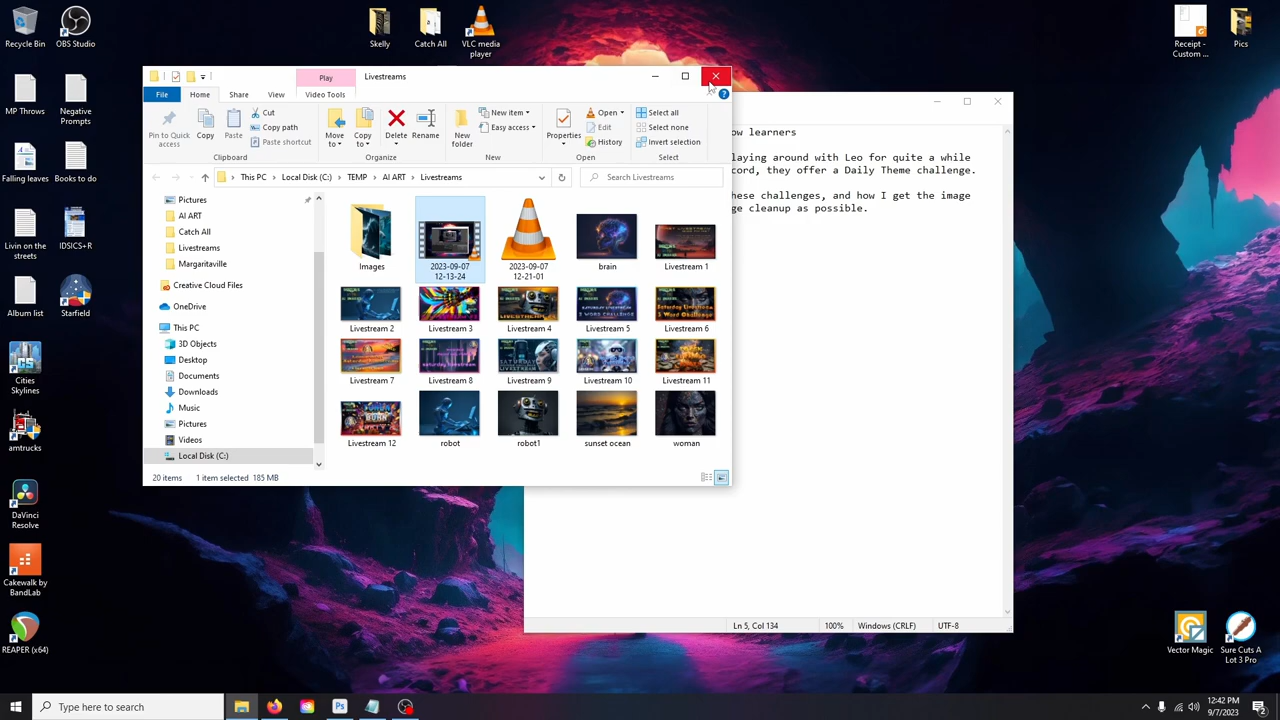 Recycle Bin
OBS Studio
Skelly
Catch All
VLC media
player
Receipt -
Custom ...
Pics
MP Throws
Negative
Prompts
Falling leaves
Books to do
Livin on the
streets
IDSICS+R
Album list
Starfield
Cities
Skylines
amtrucks
DaVinci
Resolve
Cakewalk by
BandLab
REAPER (x64)
Vector Magic
Sure Cuts A
Lot 3 Pro
Play
Livestreams
File
Home
Share
View
Video Tools
Pin to Quick
access
Copy
Paste
Cut
Copy path
Paste shortcut
Clipboard
Move
to
Copy
to
Delete
Rename
Organize
New
folder
New item
Easy access
New
Properties
Open
Edit
History
Open
Select all
Select none
Invert selection
Select
This PC > Local Disk (C:) > TEMP > AI ART > Livestreams
Search Livestreams
Pictures
AI ART
Catch All
Livestreams
Margaritaville
Creative Cloud Files
OneDrive
This PC
3D Objects
Desktop
Documents
Downloads
Music
Pictures
Videos
Local Disk (C:)
Images
2023-09-07
12-13-24
2023-09-07
12-21-01
brain
Livestream 1
Livestream 2
Livestream 3
Livestream 4
Livestream 5
Livestream 6
Livestream 7
Livestream 8
Livestream 9
Livestream 10
Livestream 11
Livestream 12
robot
robot1
sunset ocean
woman
20 items
1 item selected 185 MB
ow learners
laying around with Leo for quite a while
cord, they offer a Daily Theme challenge.
hese challenges, and how I get the image
ge cleanup as possible.
Ln 5, Col 134
100%
Windows (CRLF)
UTF-8
Type here to search
12:42 PM
9/7/2023
2